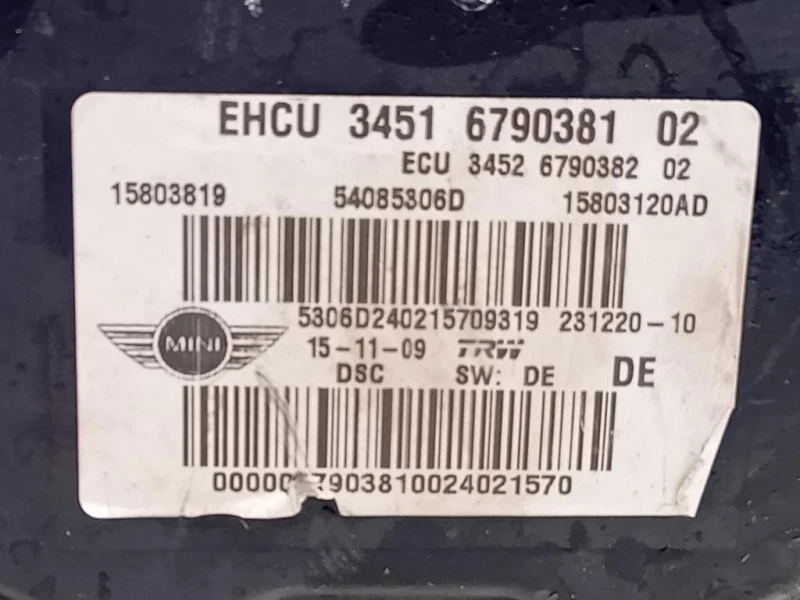 EHCU 3451 6790381 02
ECU 3452 6790382 02
15803819 54085306D 15803120AD
5306D240215709319 231220-10
MINI 15-11-09 TRW
DSC SW: DE DE